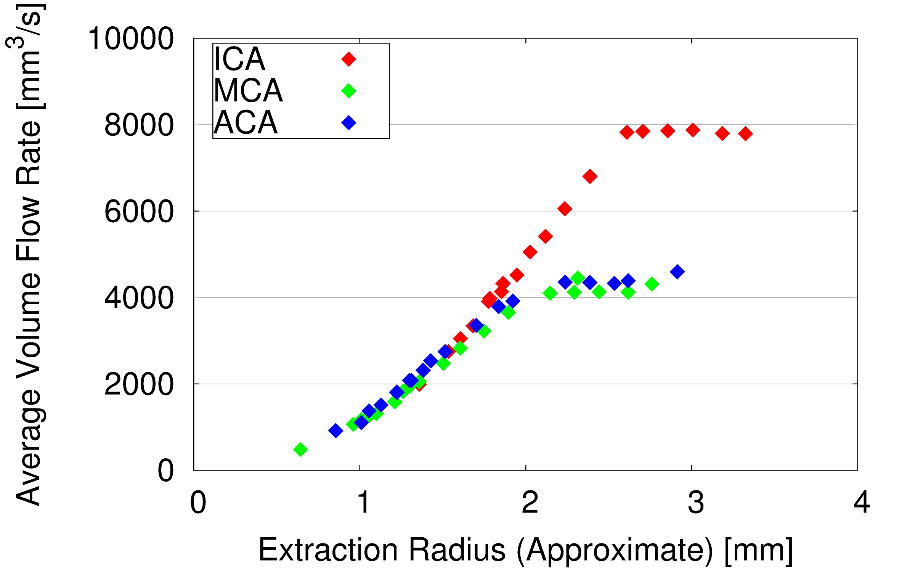 Average Volume Flow Rate [mm³/s]
10000
8000
6000
4000
2000
0
ICA
MCA
ACA
0 1 2 3 4
Extraction Radius (Approximate) [mm]